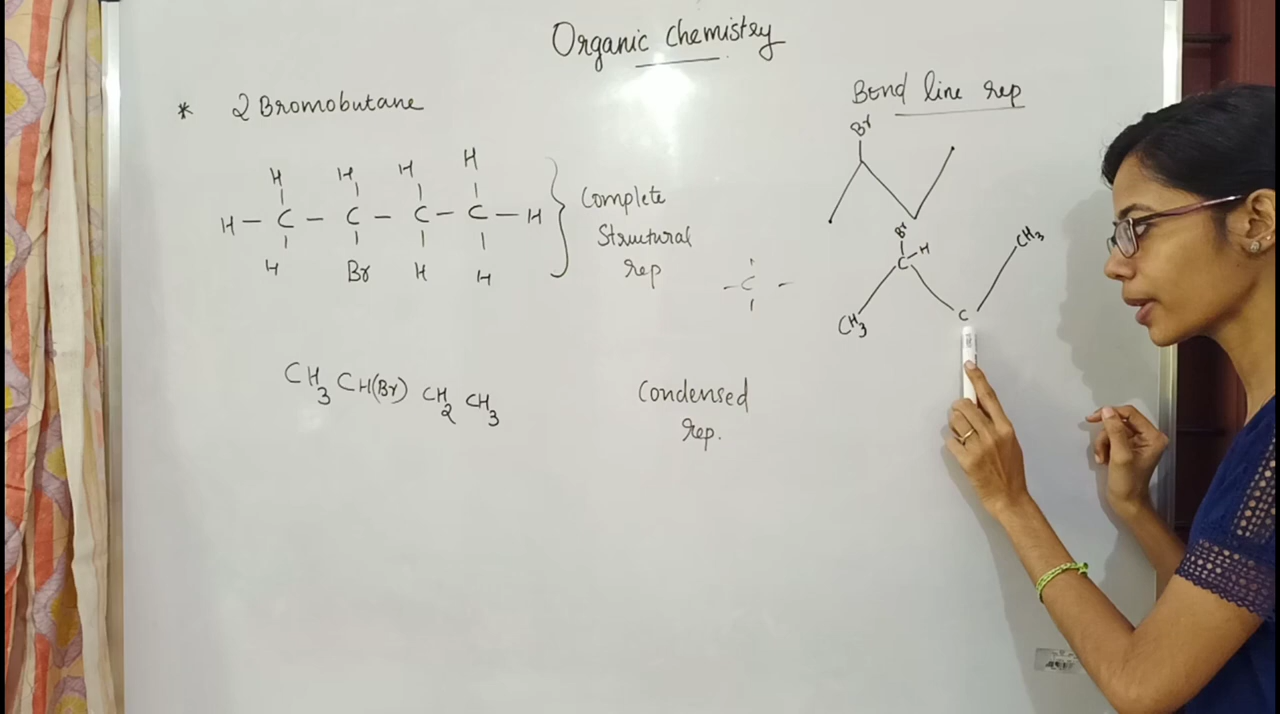 Organic Chemistry
* 2 Bromobutane
H H H H
H – C – C – C – C – H
H Br H H
Complete
Structural
rep
CH3 CH(Br) CH2 CH3
Condensed
rep.
– C –
Bond line rep
Br
Br
C H
CH3
C
CH3